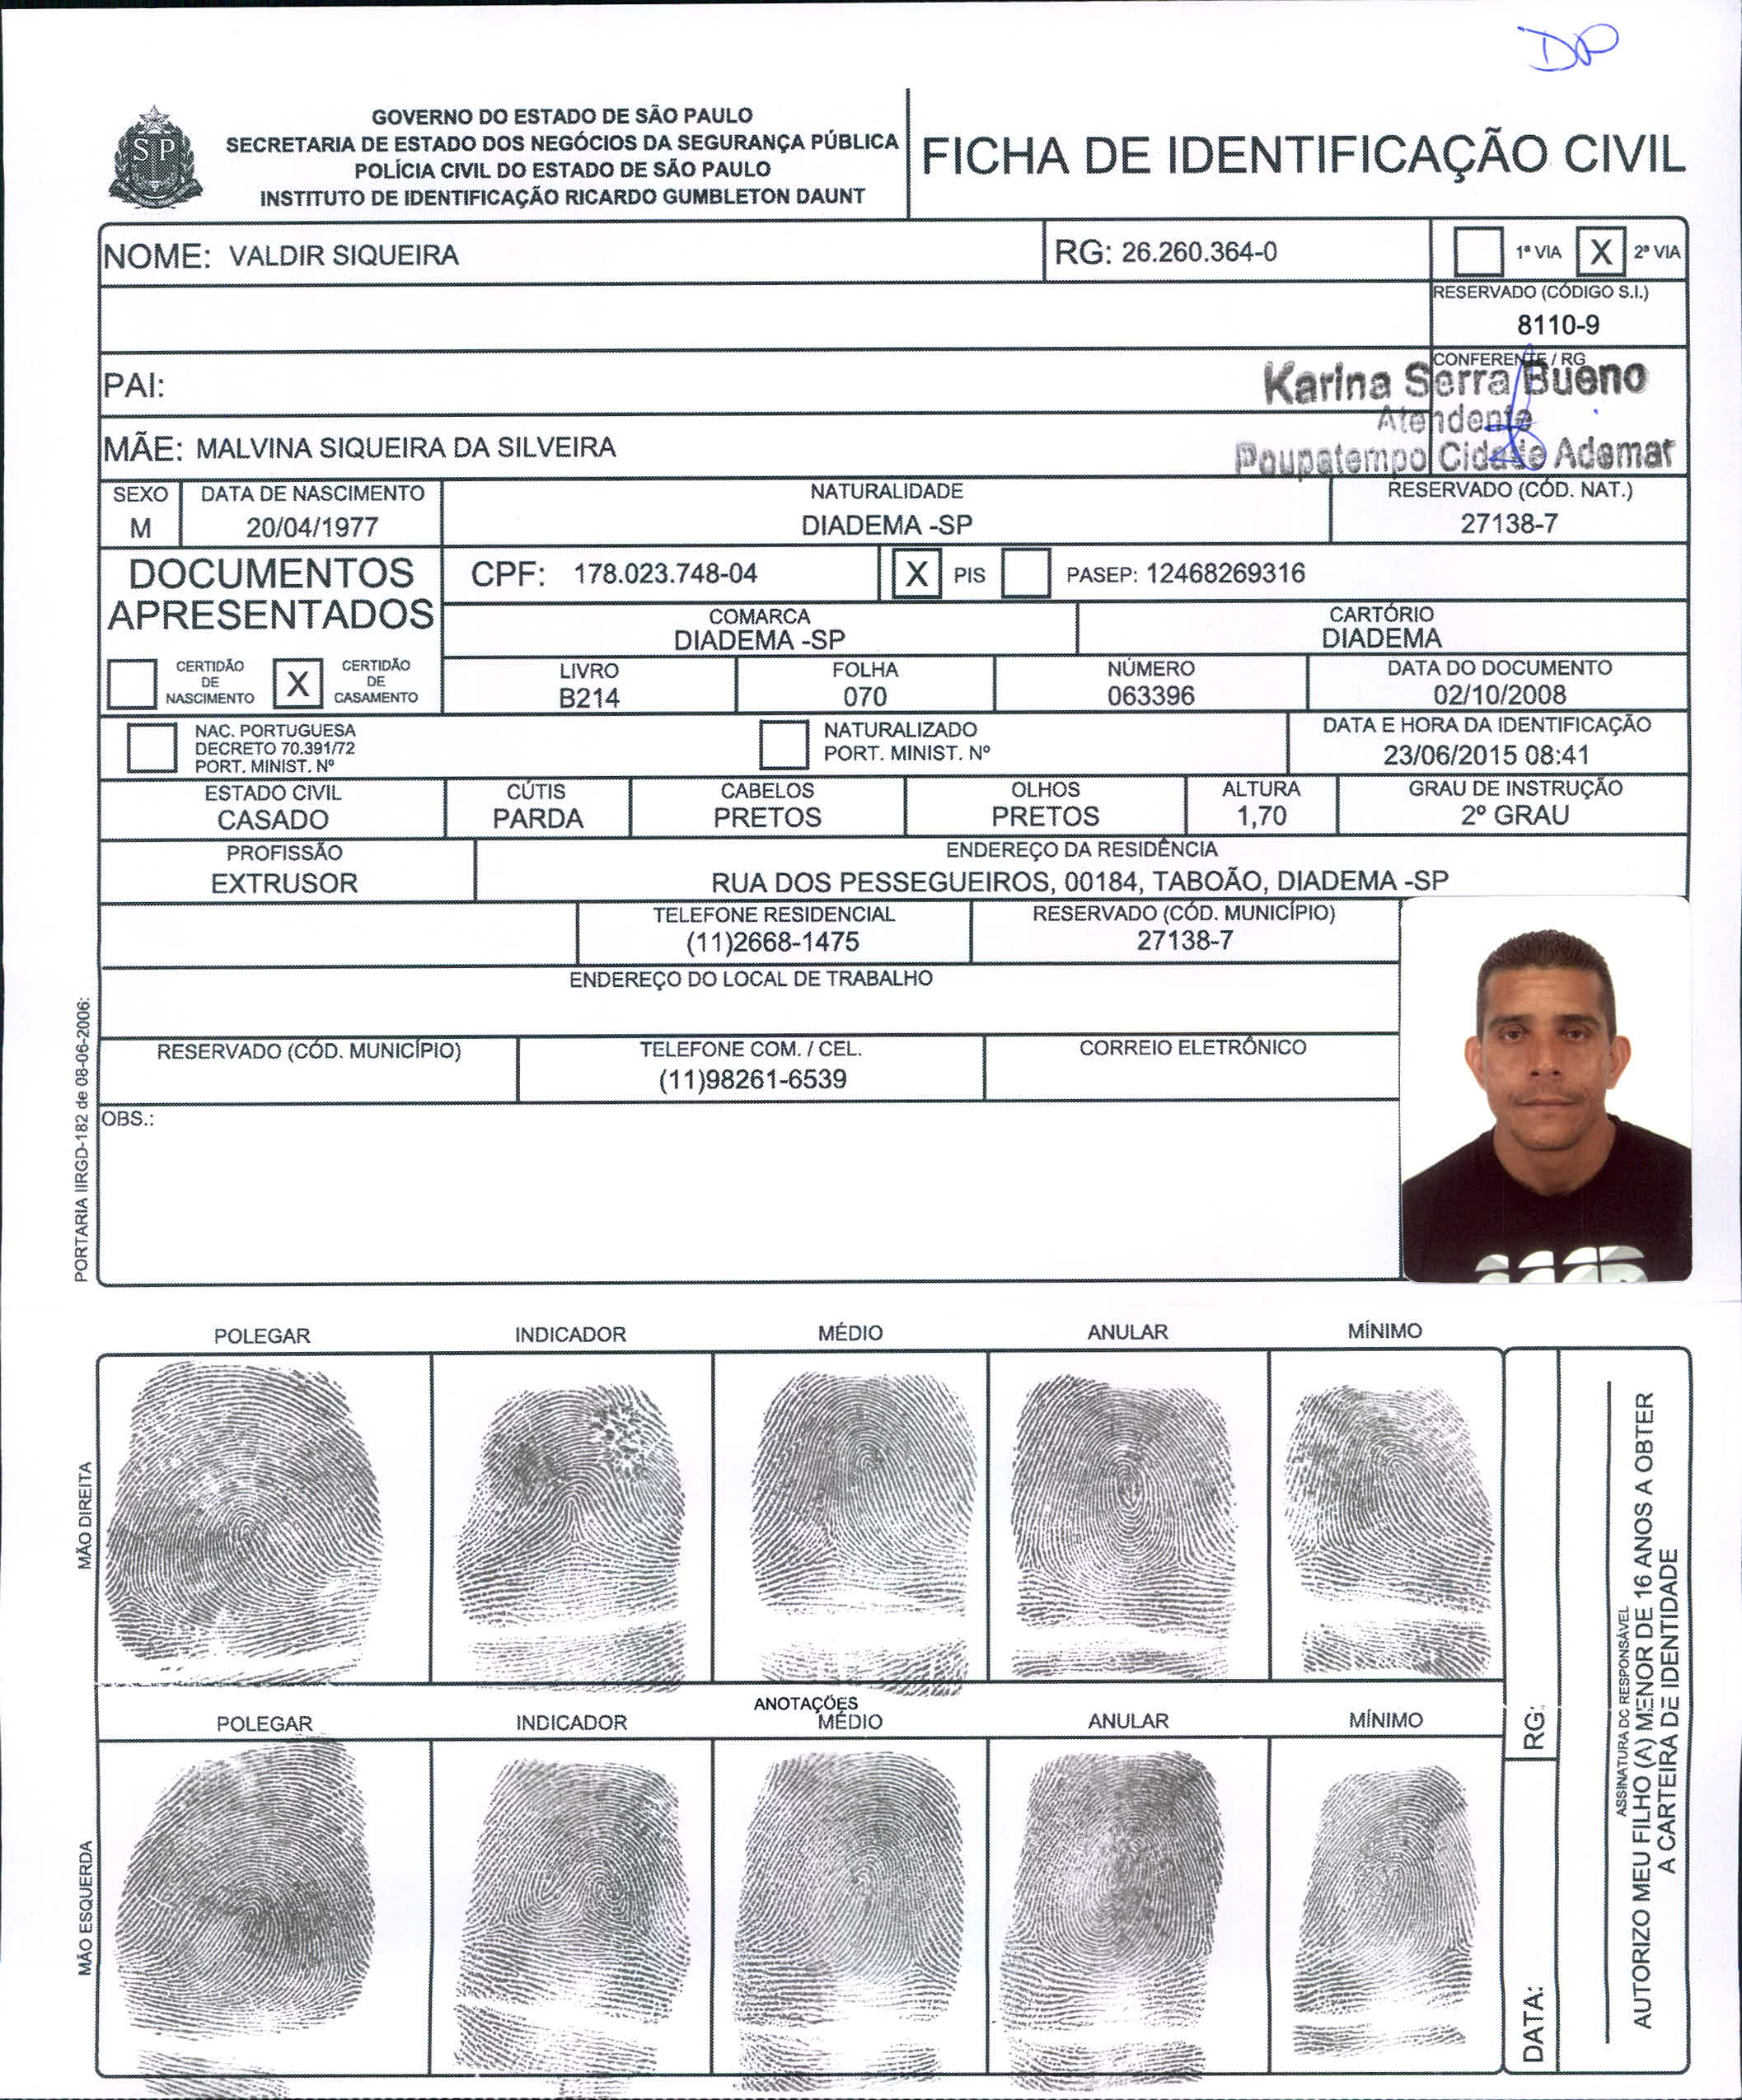 DP
GOVERNO DO ESTADO DE SÃO PAULO
SECRETARIA DE ESTADO DOS NEGÓCIOS DA SEGURANÇA PÚBLICA
POLÍCIA CIVIL DO ESTADO DE SÃO PAULO
INSTITUTO DE IDENTIFICAÇÃO RICARDO GUMBLETON DAUNT
SP
FICHA DE IDENTIFICAÇÃO CIVIL
NOME: VALDIR SIQUEIRA
RG: 26.260.364-0
1ª VIA X 2ª VIA
RESERVADO (CÓDIGO S.I.)
8110-9
PAI:
CONFERENTE / RG
Karina Serra Bueno
Atendente
Poupatempo Cidade Ademar
MÃE: MALVINA SIQUEIRA DA SILVEIRA
SEXO
M
DATA DE NASCIMENTO
20/04/1977
NATURALIDADE
DIADEMA -SP
RESERVADO (CÓD. NAT.)
27138-7
DOCUMENTOS
APRESENTADOS
CPF: 178.023.748-04
X PIS PASEP: 12468269316
COMARCA
DIADEMA -SP
CARTÓRIO
DIADEMA
CERTIDÃO
DE
NASCIMENTO
X
CERTIDÃO
DE
CASAMENTO
LIVRO
B214
FOLHA
070
NÚMERO
063396
DATA DO DOCUMENTO
02/10/2008
NAC. PORTUGUESA
DECRETO 70.391/72
PORT. MINIST. Nº
NATURALIZADO
PORT. MINIST. Nº
DATA E HORA DA IDENTIFICAÇÃO
23/06/2015 08:41
ESTADO CIVIL
CASADO
CÚTIS
PARDA
CABELOS
PRETOS
OLHOS
PRETOS
ALTURA
1,70
GRAU DE INSTRUÇÃO
2º GRAU
PROFISSÃO
EXTRUSOR
ENDEREÇO DA RESIDÊNCIA
RUA DOS PESSEGUEIROS, 00184, TABOÃO, DIADEMA -SP
TELEFONE RESIDENCIAL
(11)2668-1475
RESERVADO (CÓD. MUNICÍPIO)
27138-7
ENDEREÇO DO LOCAL DE TRABALHO
RESERVADO (CÓD. MUNICÍPIO)
TELEFONE COM. / CEL.
(11)98261-6539
CORREIO ELETRÔNICO
OBS.:
PORTARIA IIRGD-182 de 08-06-2006:
POLEGAR INDICADOR MÉDIO ANULAR MÍNIMO
MÃO DIREITA
ANOTAÇÕES
POLEGAR INDICADOR MÉDIO ANULAR MÍNIMO
MÃO ESQUERDA
RG:
DATA:
ASSINATURA DO RESPONSÁVEL
AUTORIZO MEU FILHO (A) MENOR DE 16 ANOS A OBTER
A CARTEIRA DE IDENTIDADE